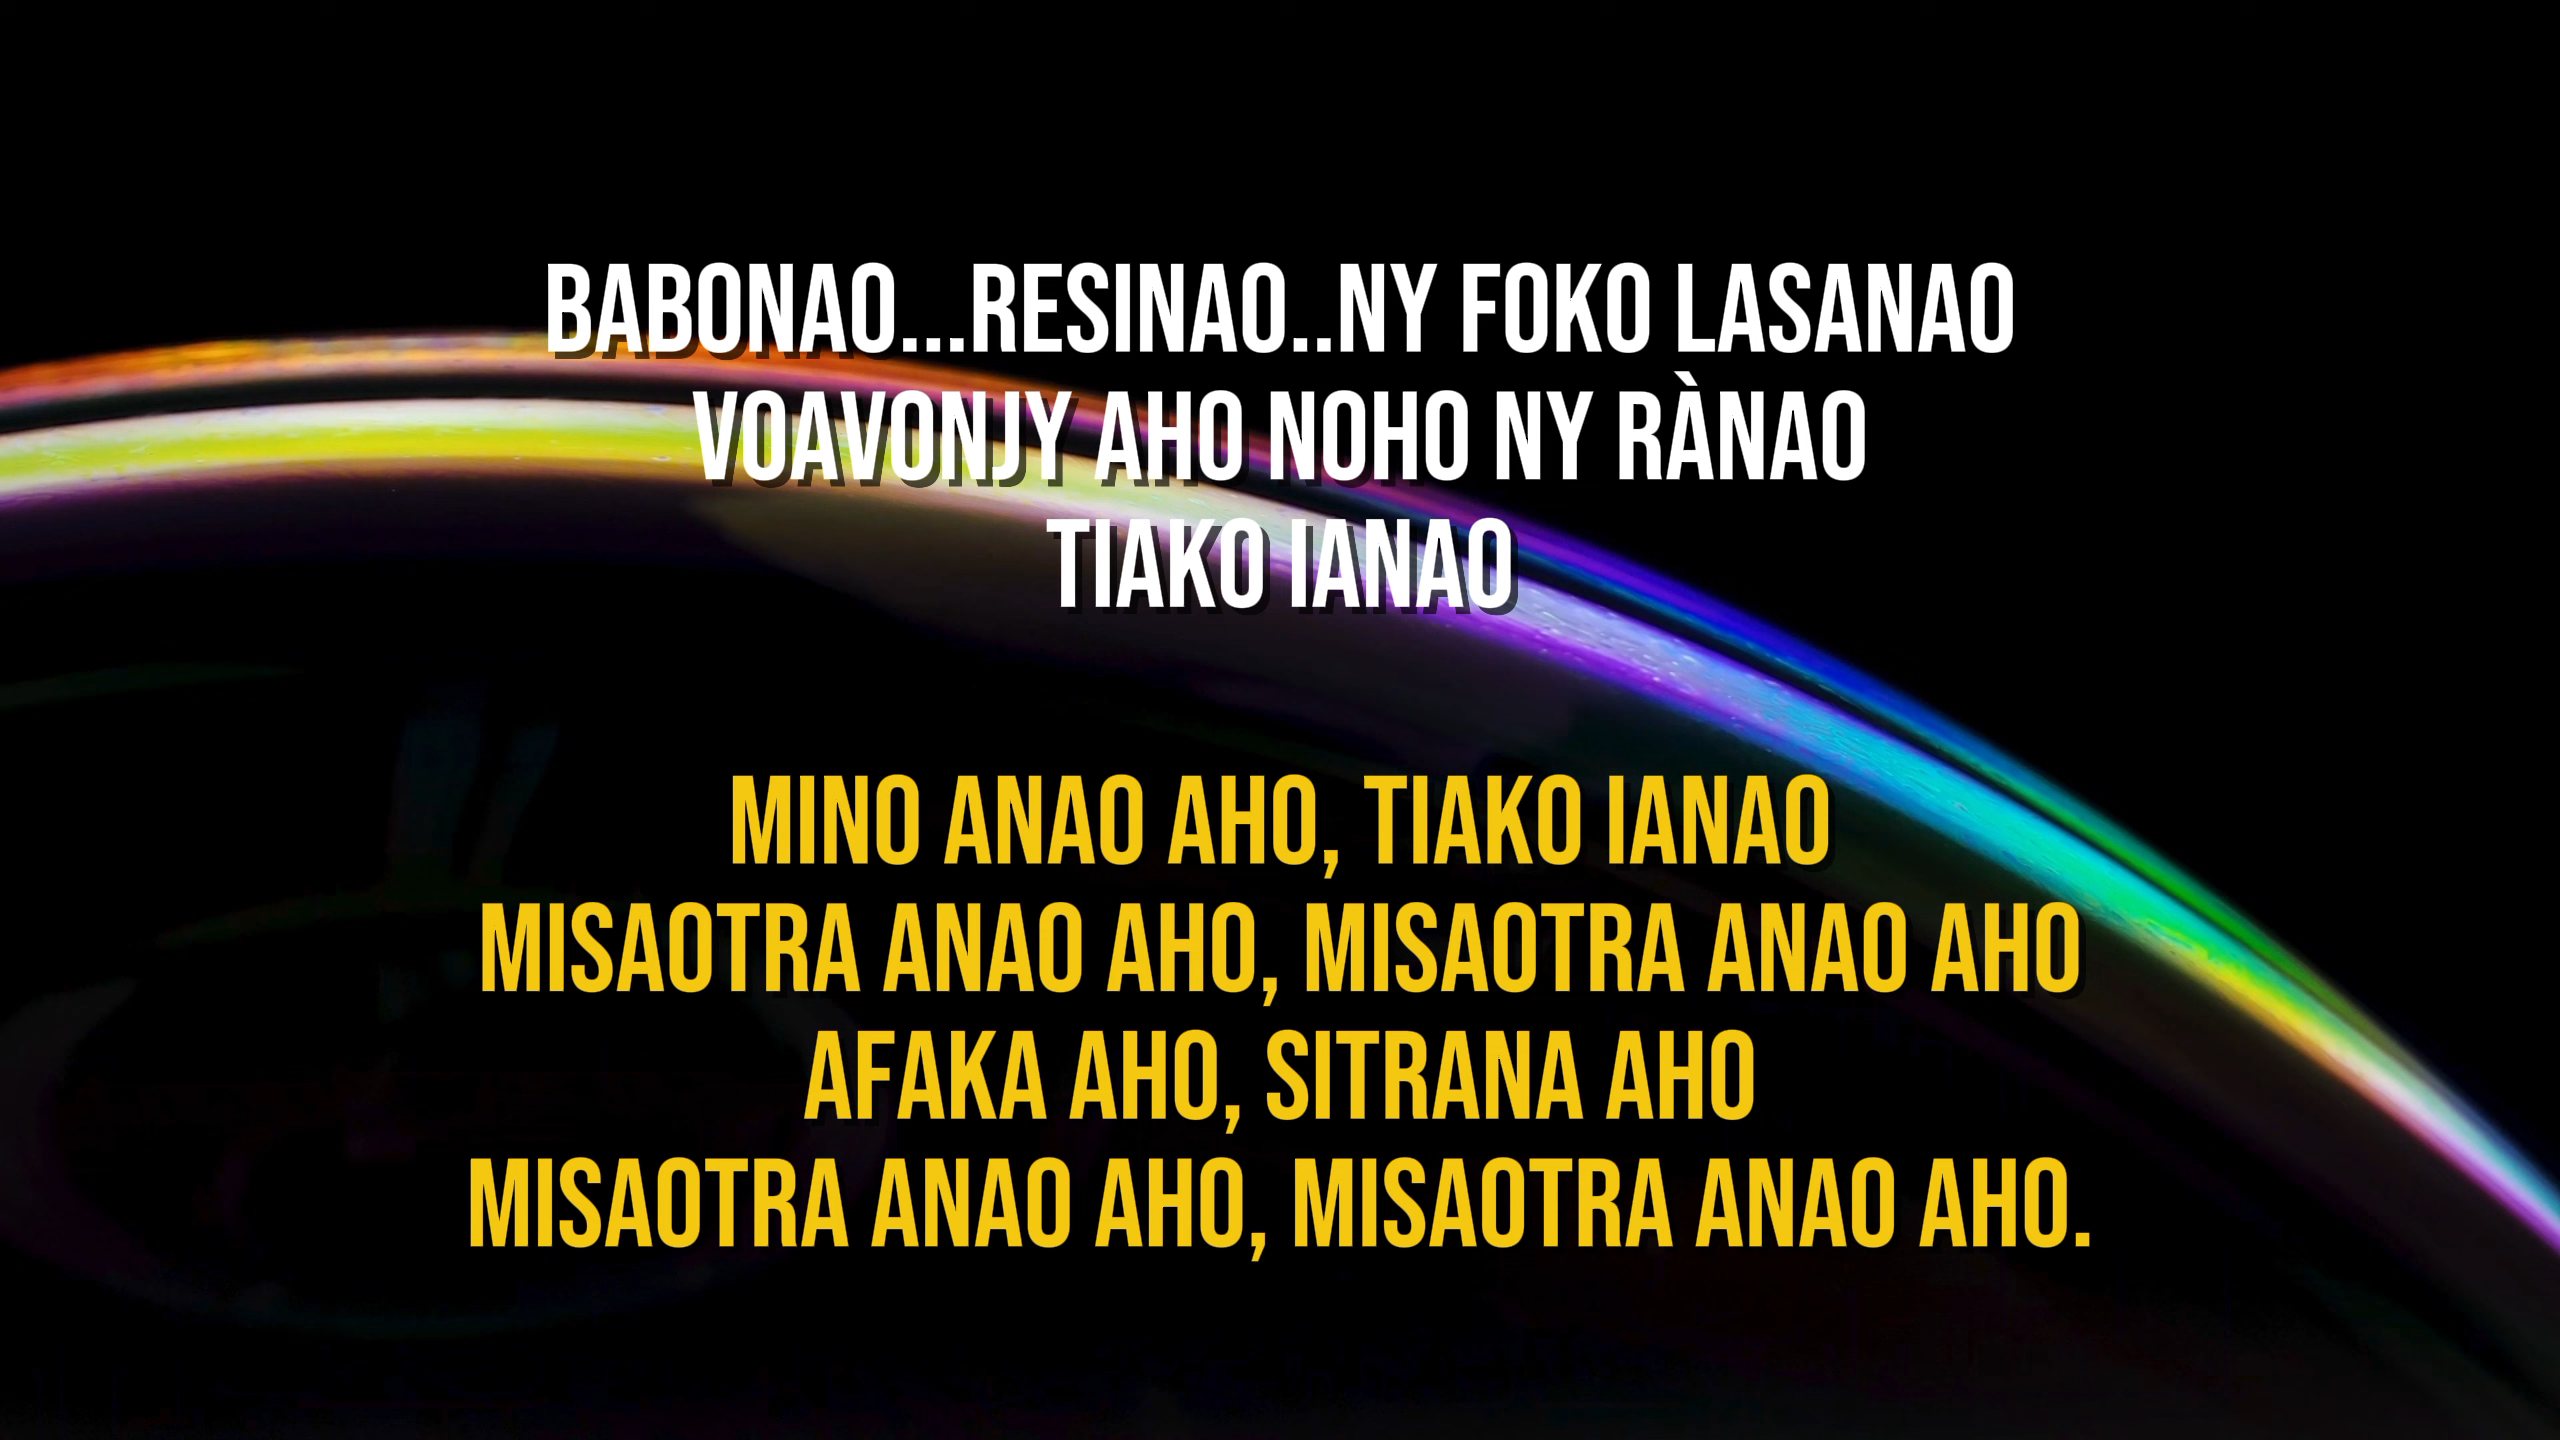 BABONAO...RESINAO..NY FOKO LASANAO
VOAVONJY AHO NOHO NY RÀNAO
TIAKO IANAO
MINO ANAO AHO, TIAKO IANAO
MISAOTRA ANAO AHO, MISAOTRA ANAO AHO
AFAKA AHO, SITRANA AHO
MISAOTRA ANAO AHO, MISAOTRA ANAO AHO.